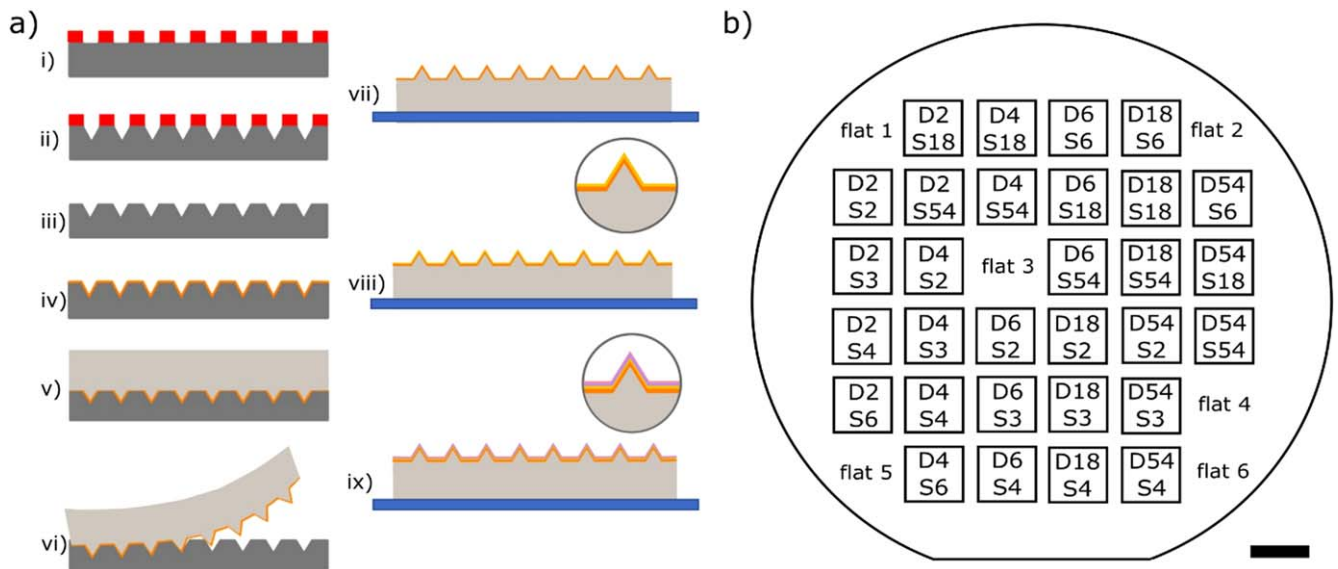 a)
i)
ii)
iii)
iv)
v)
vi)
vii)
viii)
ix)
b)
flat 1
D2
S18
D4
S18
D6
S6
D18
S6
flat 2
D2
S2
D2
S54
D4
S54
D6
S18
D18
S18
D54
S6
D2
S3
D4
S2
flat 3
D6
S54
D18
S54
D54
S18
D2
S4
D4
S3
D6
S2
D18
S2
D54
S2
D54
S54
D2
S6
D4
S4
D6
S3
D18
S3
D54
S3
flat 4
flat 5
D4
S6
D6
S4
D18
S4
D54
S4
flat 6